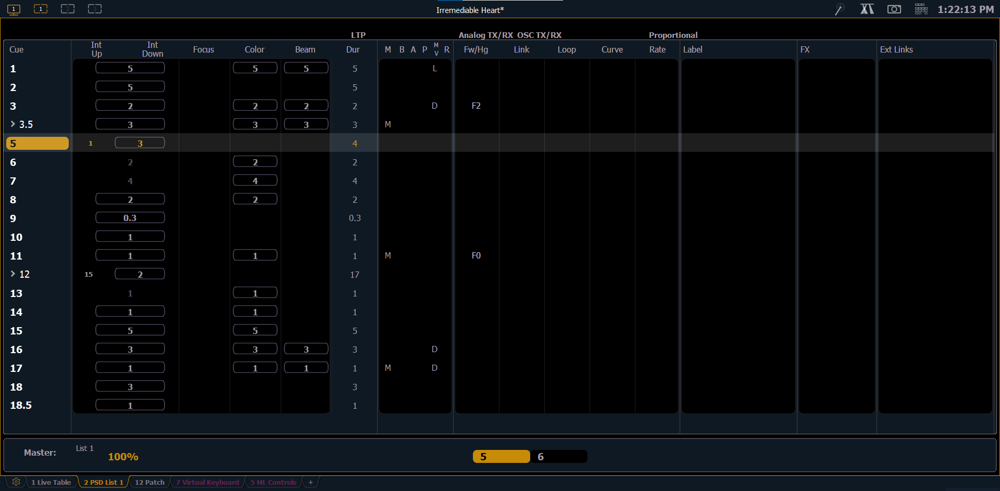 1 1 2 3 Irremediable Heart* 1:22:13 PM
LTP Analog TX/RX OSC TX/RX Proportional
Cue Int Up Int Down Focus Color Beam Dur M B A P MV R Fw/Hg Link Loop Curve Rate Label FX Ext Links
1 5 5 5 5 L
2 5 5
3 2 2 2 2 D F2
> 3.5 3 3 3 3 M
5 1 3 4
6 2 2 2
7 4 4 4
8 2 2 2
9 0.3 0.3
10 1 1
11 1 1 1 M F0
> 12 15 2 17
13 1 1 1
14 1 1 1
15 5 5 5
16 3 3 3 3 D
17 1 1 1 1 M D
18 3 3
18.5 1 1
Master: List 1 100% 5 6
1 Live Table 2 PSD List 1 12 Patch 7 Virtual Keyboard 5 ML Controls +